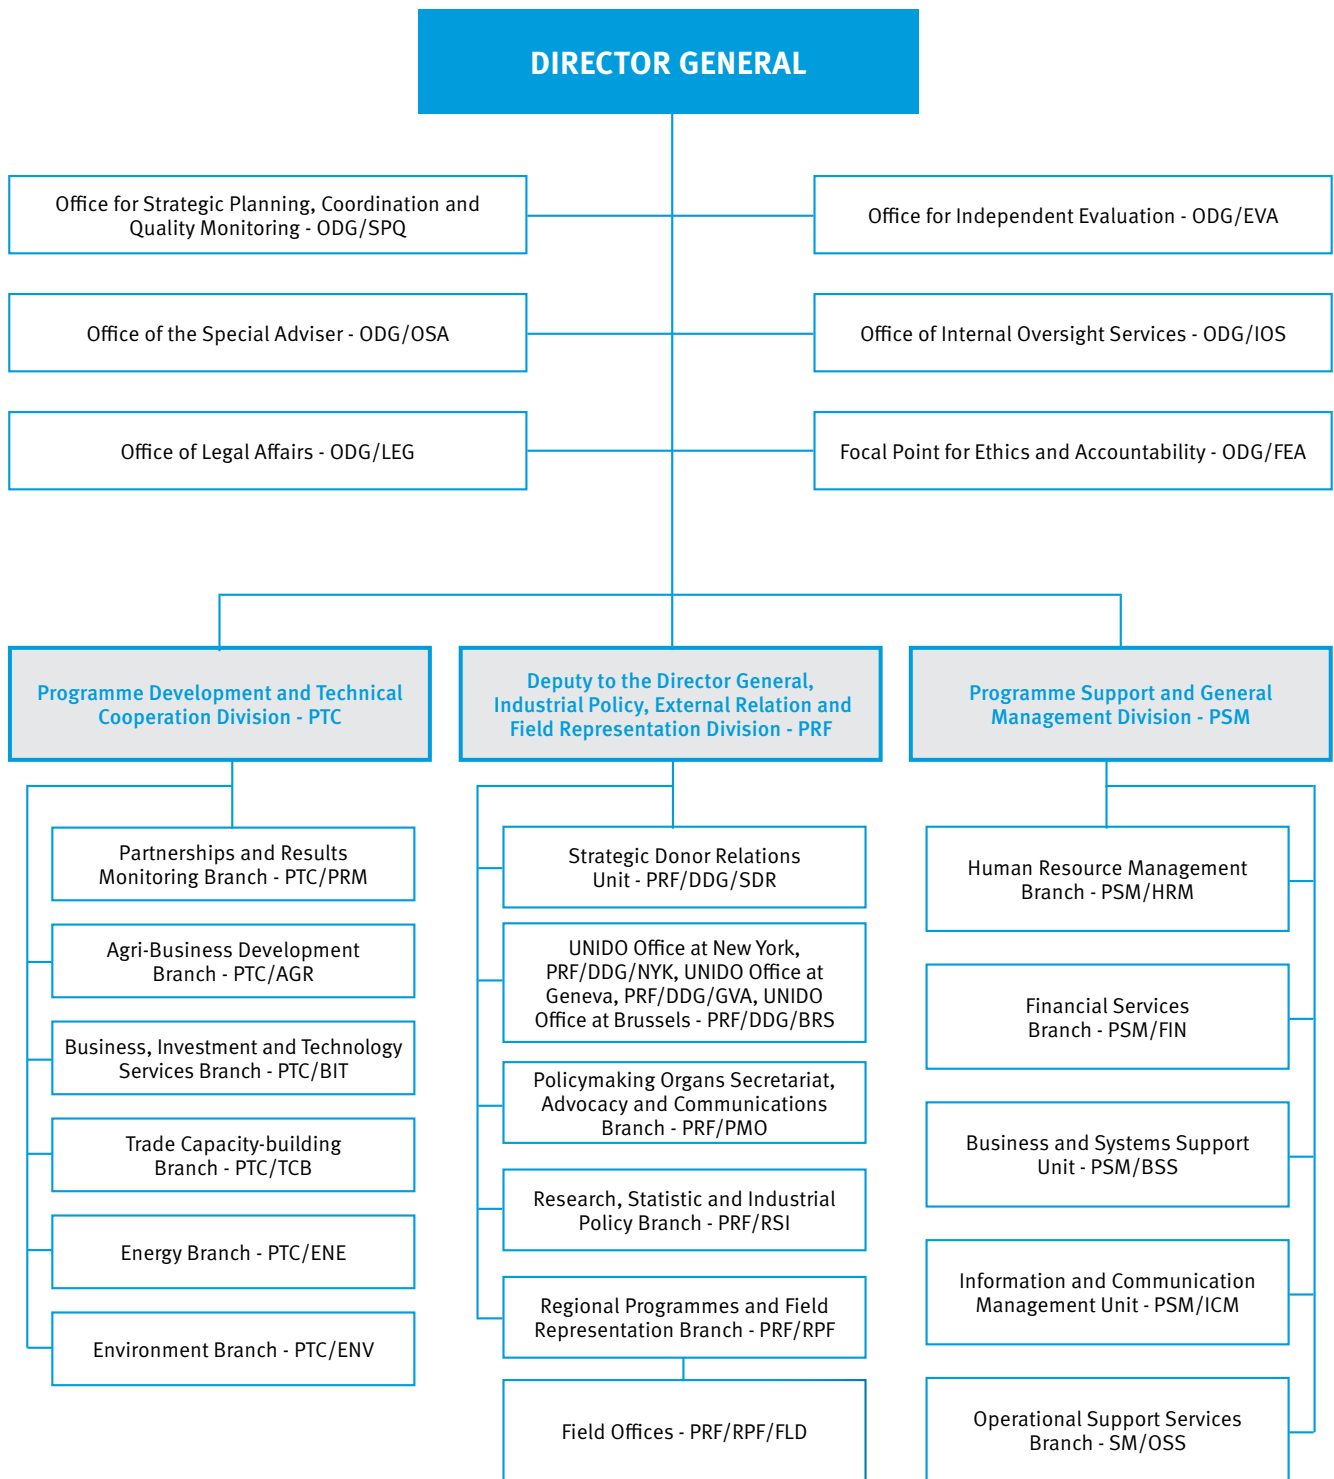 DIRECTOR GENERAL
Office for Strategic Planning, Coordination and
Quality Monitoring - ODG/SPQ
Office for Independent Evaluation - ODG/EVA
Office of the Special Adviser - ODG/OSA
Office of Internal Oversight Services - ODG/IOS
Office of Legal Affairs - ODG/LEG
Focal Point for Ethics and Accountability - ODG/FEA
Programme Development and Technical
Cooperation Division - PTC
Deputy to the Director General,
Industrial Policy, External Relation and
Field Representation Division - PRF
Programme Support and General
Management Division - PSM
Partnerships and Results
Monitoring Branch - PTC/PRM
Agri-Business Development
Branch - PTC/AGR
Business, Investment and Technology
Services Branch - PTC/BIT
Trade Capacity-building
Branch - PTC/TCB
Energy Branch - PTC/ENE
Environment Branch - PTC/ENV
Strategic Donor Relations
Unit - PRF/DDG/SDR
UNIDO Office at New York,
PRF/DDG/NYK, UNIDO Office at
Geneva, PRF/DDG/GVA, UNIDO
Office at Brussels - PRF/DDG/BRS
Policymaking Organs Secretariat,
Advocacy and Communications
Branch - PRF/PMO
Research, Statistic and Industrial
Policy Branch - PRF/RSI
Regional Programmes and Field
Representation Branch - PRF/RPF
Field Offices - PRF/RPF/FLD
Human Resource Management
Branch - PSM/HRM
Financial Services
Branch - PSM/FIN
Business and Systems Support
Unit - PSM/BSS
Information and Communication
Management Unit - PSM/ICM
Operational Support Services
Branch - SM/OSS